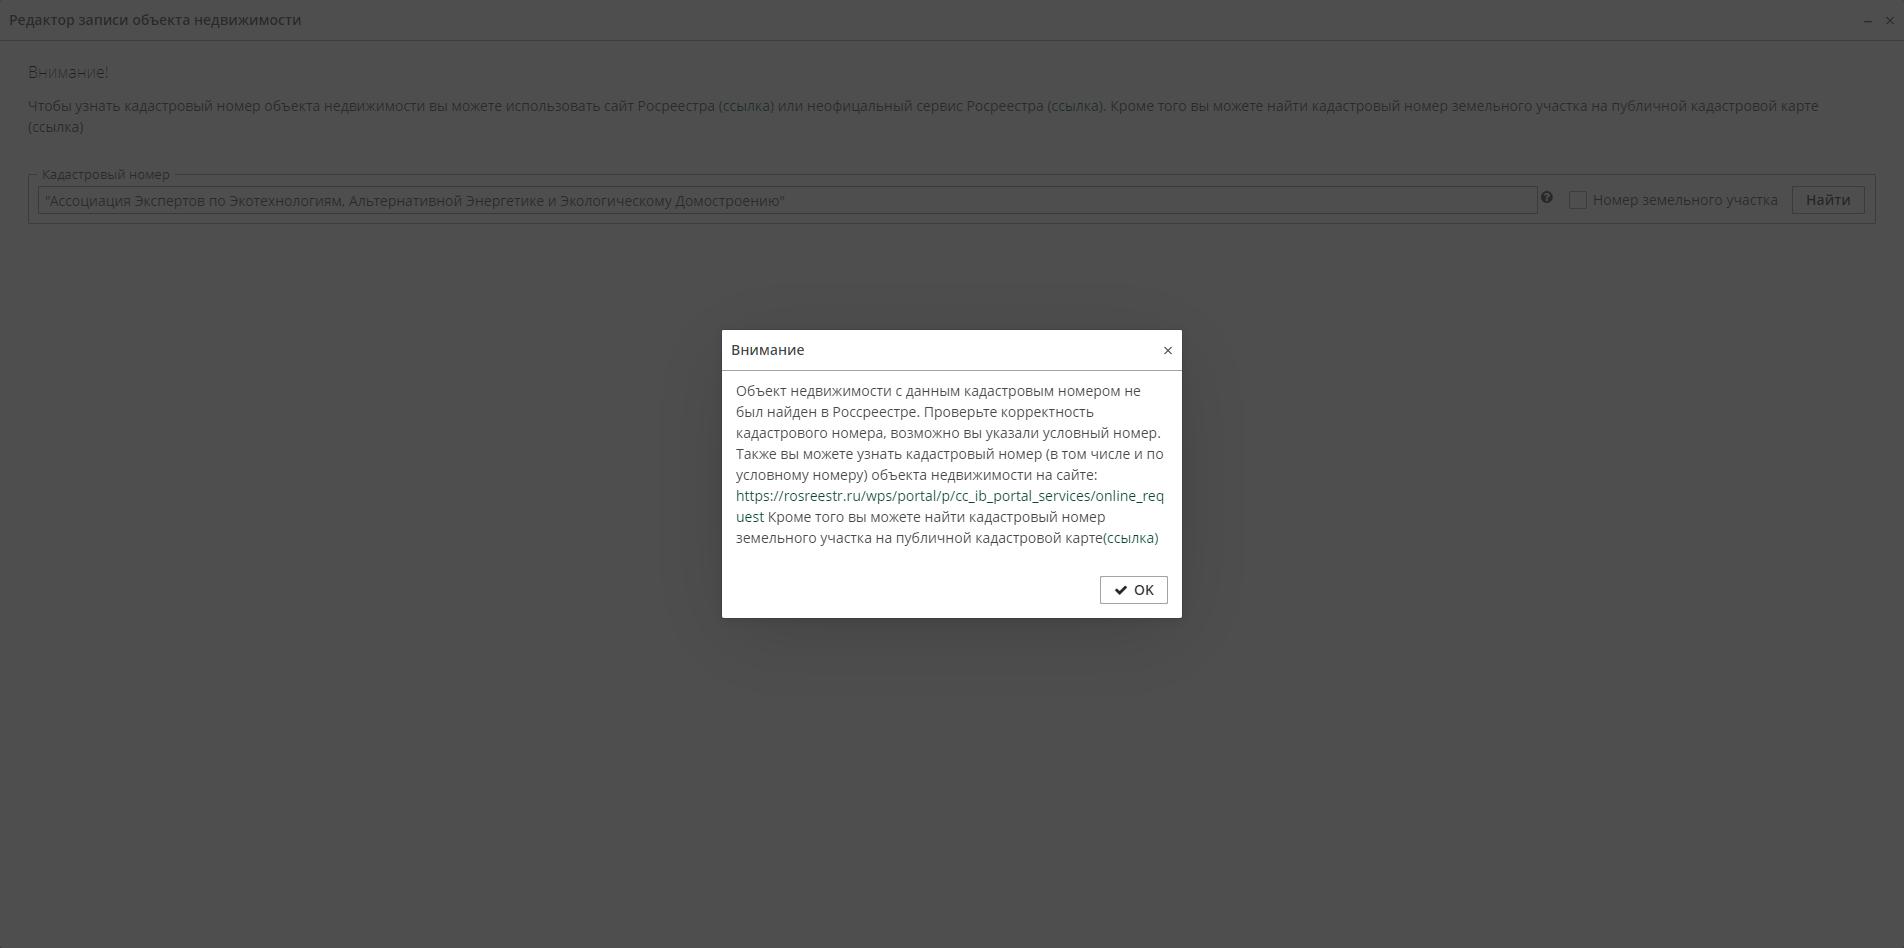 Редактор записи объекта недвижимости
Внимание!
Чтобы узнать кадастровый номер объекта недвижимости вы можете использовать сайт Росреестра (ссылка) или неофицальный сервис Росреестра (ссылка). Кроме того вы можете найти кадастровый номер земельного участка на публичной кадастровой карте
(ссылка)
Кадастровый номер
"Ассоциация Экспертов по Экотехнологиям, Альтернативной Энергетике и Экологическому Домостроению"
Номер земельного участка
Найти
Внимание
Объект недвижимости с данным кадастровым номером не
был найден в Россреестре. Проверьте корректность
кадастрового номера, возможно вы указали условный номер.
Также вы можете узнать кадастровый номер (в том числе и по
условному номеру) объекта недвижимости на сайте:
https://rosreestr.ru/wps/portal/p/cc_ib_portal_services/online_req
uest Кроме того вы можете найти кадастровый номер
земельного участка на публичной кадастровой карте(ссылка)
OK